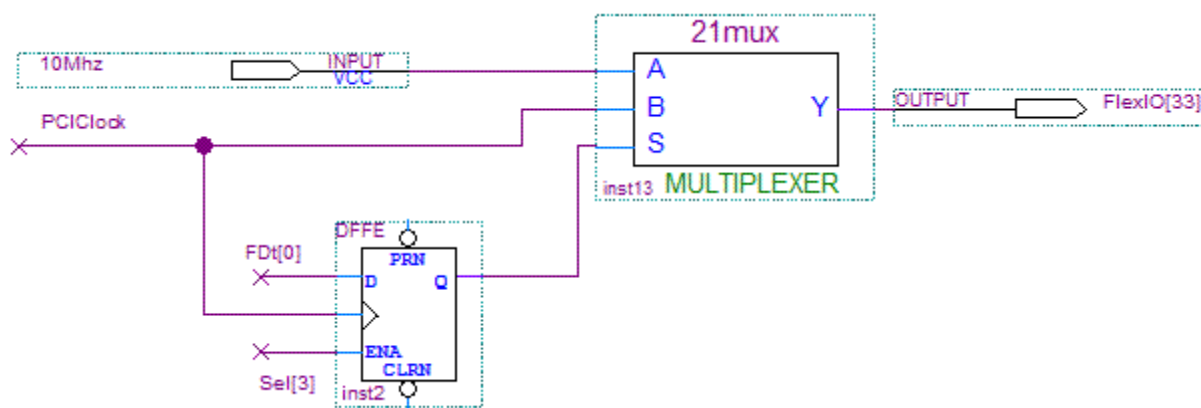 21mux
10Mhz
INPUT
VCC
A
B
S
Y
OUTPUT
FlexIO[33]
PCIClock
inst13
MULTIPLEXER
DFFE
FDt[0]
PRN
D
Q
ENA
CLRN
Sel[3]
inst2